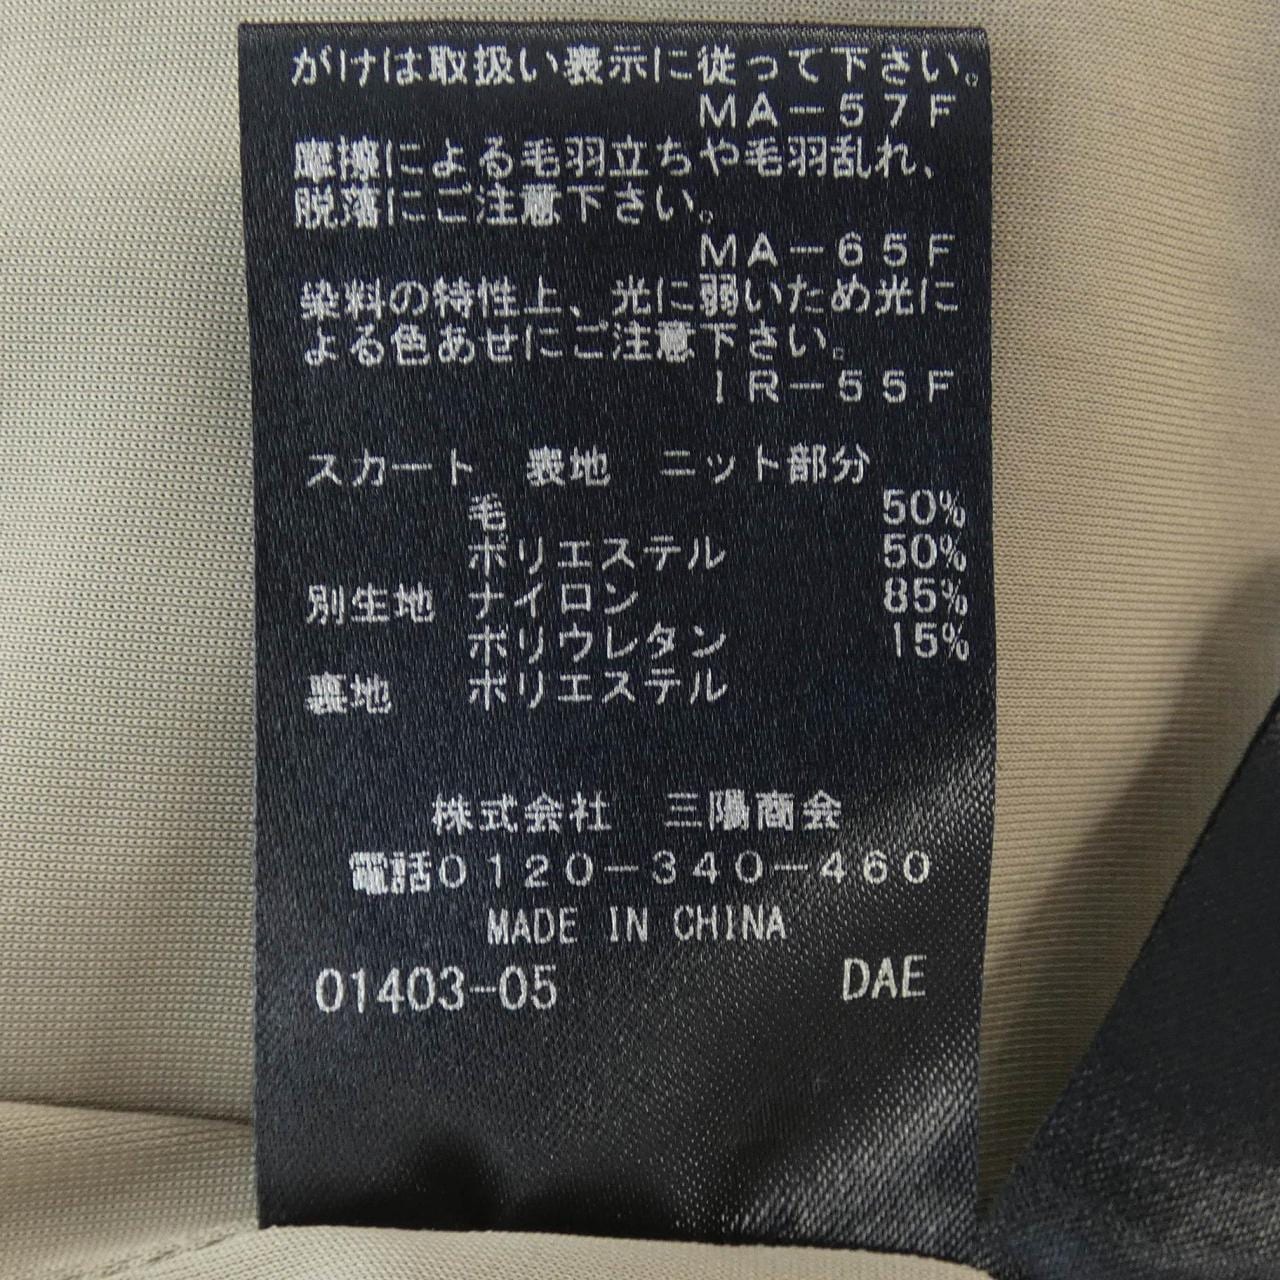 がけは取扱い表示に従って下さい。
MA-57F
摩擦による毛羽立ちや毛羽乱れ、
脱落にご注意下さい。
MA-65F
染料の特性上、光に弱いため光に
よる色あせにご注意下さい。
IR-55F
スカート 表地 ニット部分
毛 50%
ポリエステル 50%
別生地 ナイロン 85%
ポリウレタン 15%
裏地 ポリエステル
株式会社 三陽商会
電話0120-340-460
MADE IN CHINA
01403-05 DAE